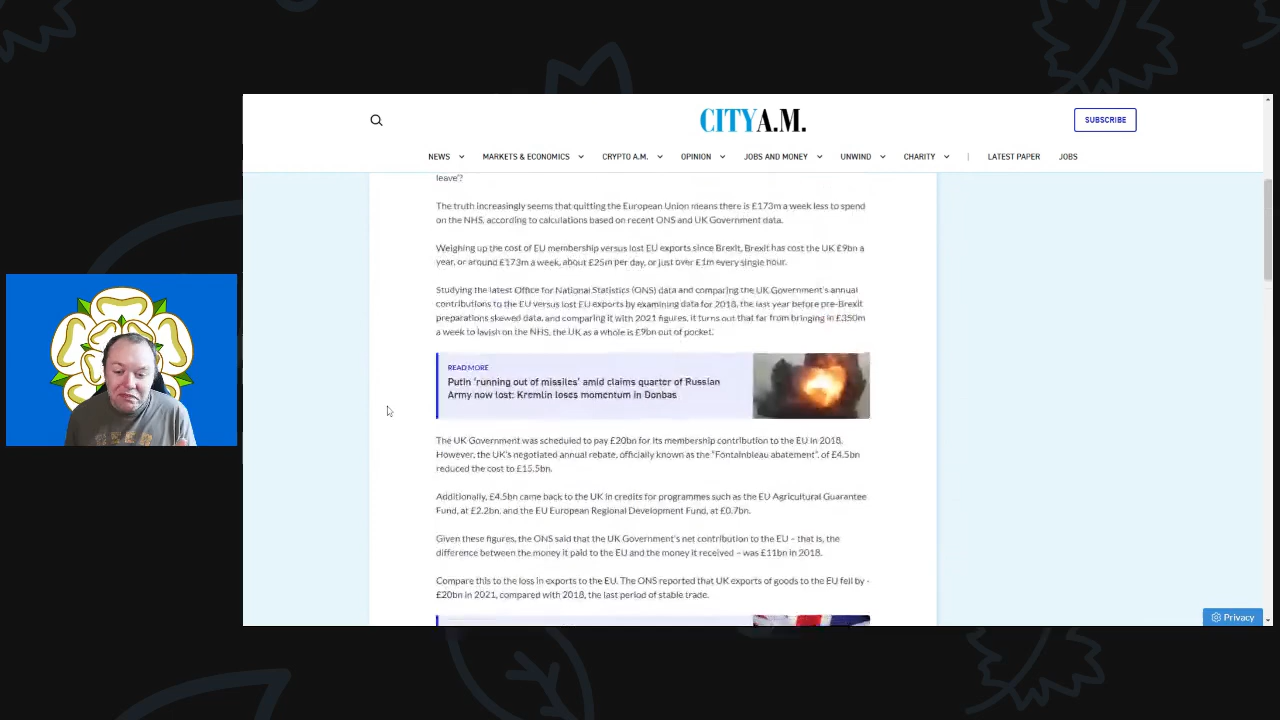 CITYA.M.
SUBSCRIBE
NEWS
MARKETS & ECONOMICS
CRYPTO A.M.
OPINION
JOBS AND MONEY
UNWIND
CHARITY
LATEST PAPER
JOBS
leave'?
The truth increasingly seems that quitting the European Union means there is £173m a week less to spend
on the NHS, according to calculations based on recent ONS and UK Government data.
Weighing up the cost of EU membership versus lost EU exports since Brexit, Brexit has cost the UK £9bn a
year, or around £173m a week, about £25m per day, or just over £1m every single hour.
Studying the latest Office for National Statistics (ONS) data and comparing the UK Government's annual
contributions to the EU versus lost EU exports by examining data for 2018, the last year before pre-Brexit
preparations skewed data, and comparing it with 2021 figures, it turns out that far from bringing in £350m
a week to lavish on the NHS, the UK as a whole is £9bn out of pocket.
READ MORE
Putin 'running out of missiles' amid claims quarter of Russian
Army now lost: Kremlin loses momentum in Donbas
The UK Government was scheduled to pay £20bn for its membership contribution to the EU in 2018.
However, the UK's negotiated annual rebate, officially known as the "Fontainbleau abatement", of £4.5bn
reduced the cost to £15.5bn.
Additionally, £4.5bn came back to the UK in credits for programmes such as the EU Agricultural Guarantee
Fund, at £2.2bn, and the EU European Regional Development Fund, at £0.7bn.
Given these figures, the ONS said that the UK Government's net contribution to the EU – that is, the
difference between the money it paid to the EU and the money it received – was £11bn in 2018.
Compare this to the loss in exports to the EU. The ONS reported that UK exports of goods to the EU fell by -
£20bn in 2021, compared with 2018, the last period of stable trade.
Privacy